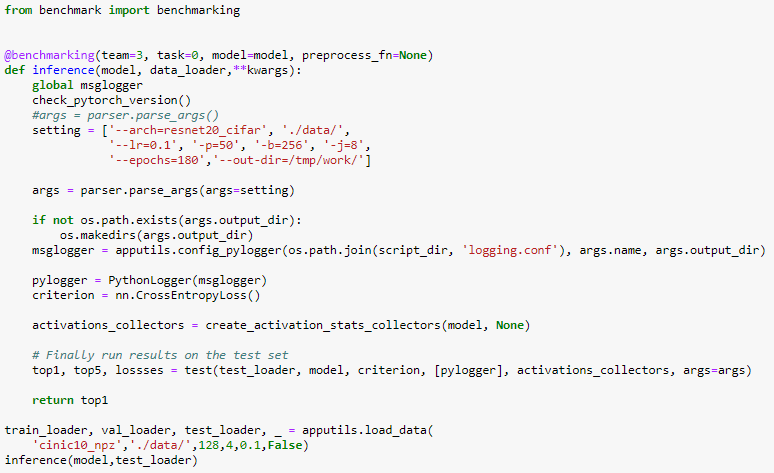 from benchmark import benchmarking
@benchmarking(team=3, task=0, model=model, preprocess_fn=None)
def inference(model, data_loader,**kwargs):
    global msglogger
    check_pytorch_version()
    #args = parser.parse_args()
    setting = ['--arch=resnet20_cifar', './data/',
               '--lr=0.1', '-p=50', '-b=256', '-j=8',
               '--epochs=180','--out-dir=/tmp/work/']
    args = parser.parse_args(args=setting)
    if not os.path.exists(args.output_dir):
        os.makedirs(args.output_dir)
    msglogger = apputils.config_pylogger(os.path.join(script_dir, 'logging.conf'), args.name, args.output_dir)
    pylogger = PythonLogger(msglogger)
    criterion = nn.CrossEntropyLoss()
    activations_collectors = create_activation_stats_collectors(model, None)
    # Finally run results on the test set
    top1, top5, lossses = test(test_loader, model, criterion, [pylogger], activations_collectors, args=args)
    return top1
train_loader, val_loader, test_loader, _ = apputils.load_data(
    'cinic10_npz','./data/',128,4,0.1,False)
inference(model,test_loader)